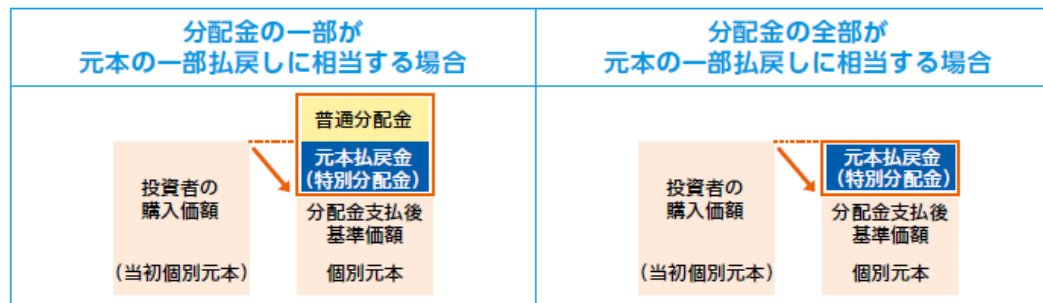 分配金の一部が
元本の一部払戻しに相当する場合
普通分配金
元本払戻金
（特別分配金）
投資者の
購入価額
（当初個別元本）
分配金支払後
基準価額
個別元本
分配金の全部が
元本の一部払戻しに相当する場合
元本払戻金
（特別分配金）
投資者の
購入価額
（当初個別元本）
分配金支払後
基準価額
個別元本